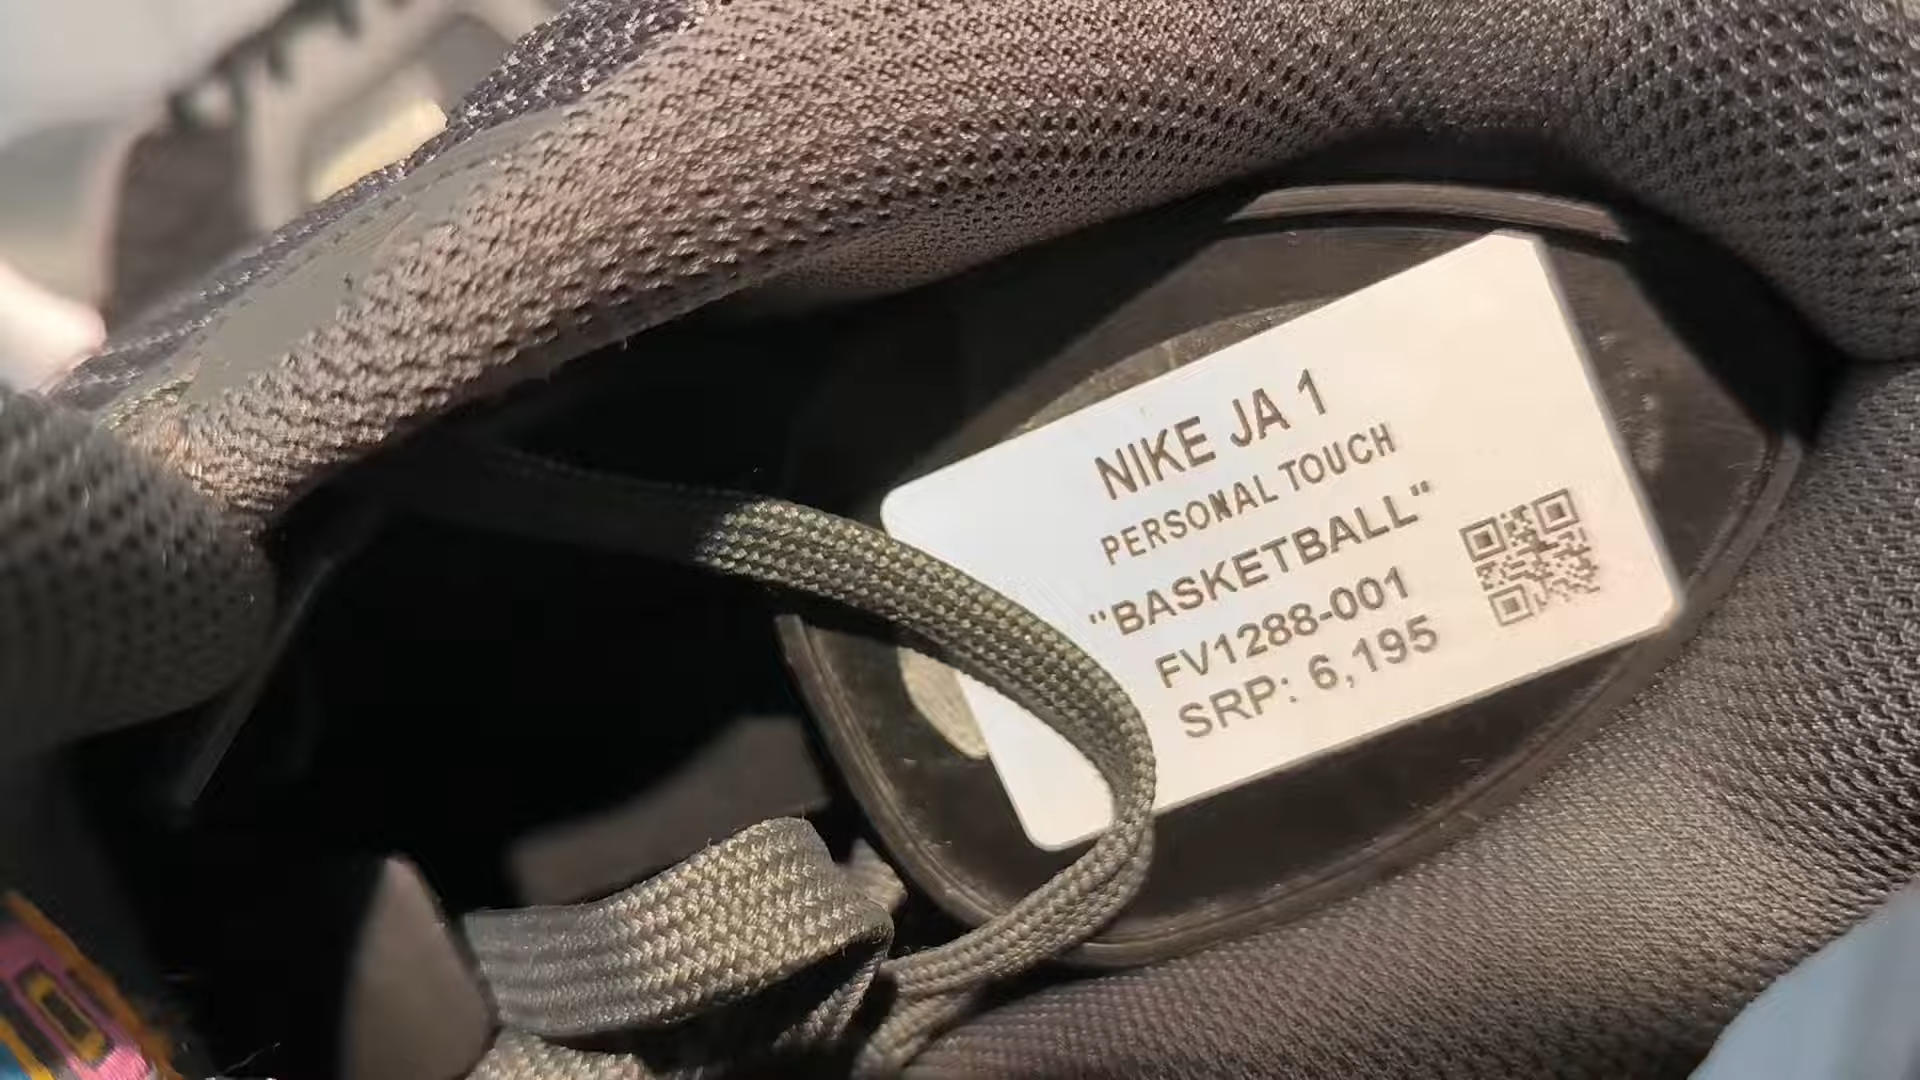 NIKE JA 1
PERSONAL TOUCH
"BASKETBALL"
FV1288-001
SRP: 6,195